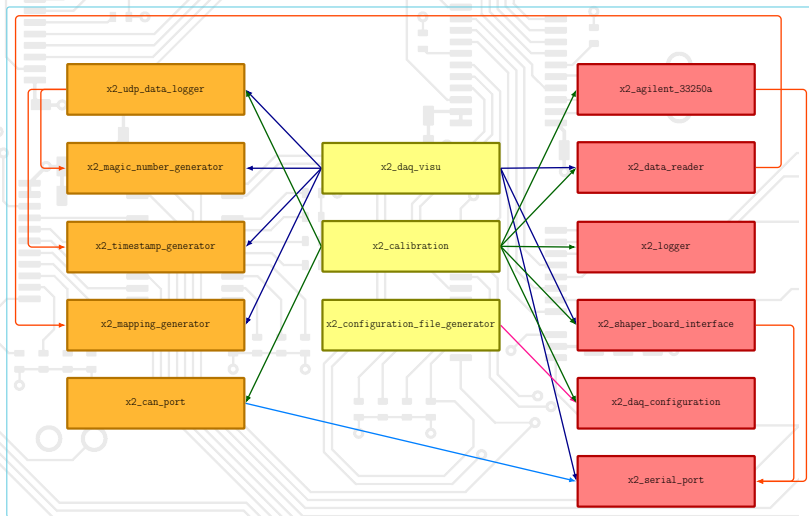 x2_udp_data_logger
x2_agilent_33250a
x2_magic_number_generator
x2_daq_visu
x2_data_reader
x2_timestamp_generator
x2_calibration
x2_logger
x2_mapping_generator
x2_configuration_file_generator
x2_shaper_board_interface
x2_can_port
x2_daq_configuration
x2_serial_port